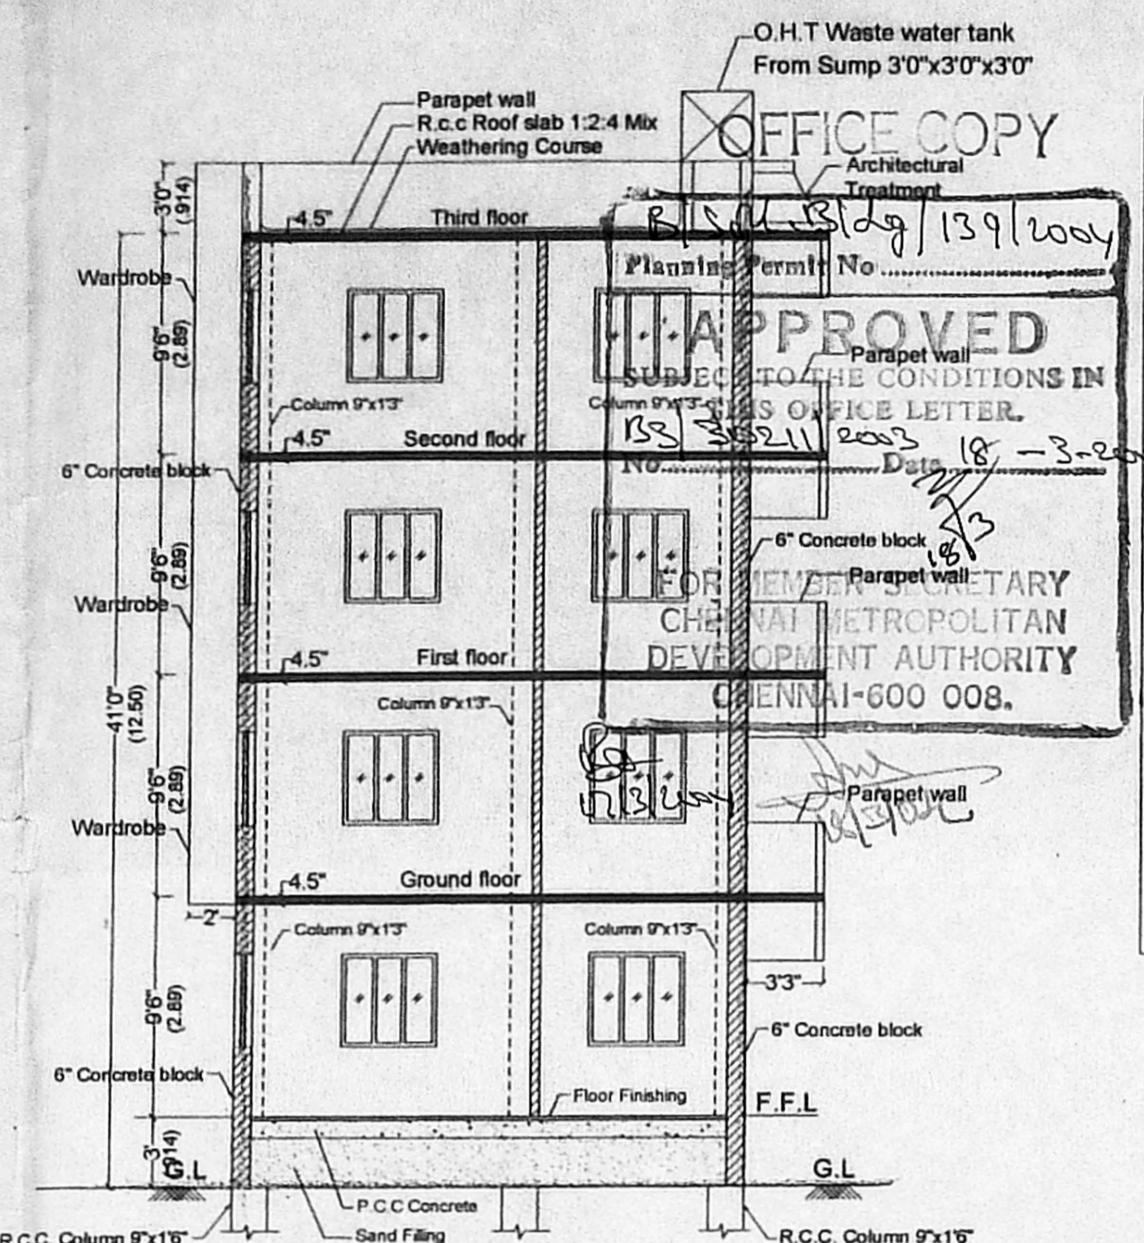 O.H.T Waste water tank
From Sump 3'0"x3'0"x3'0"
OFFICE COPY
Parapet wall
R.c.c Roof slab 1:2:4 Mix
Weathering Course
Architectural
Treatment
3'0"
(.914)
4.5"
Third floor
139/2004
Planning Permit No
Wardrobe
APPROVED
9'6"
(2.89)
Parapet wall
SUBJECT TO THE CONDITIONS IN
THIS OFFICE LETTER.
Column 9"x1'3"
Column 9"x1'3"
2003
4.5"
Second floor
No
Date 18-3-
6" Concrete block
18/3
6" Concrete block
9'6"
(2.89)
Parapet wall
FOR MEMBER-SECRETARY
CHENNAI METROPOLITAN
DEVELOPMENT AUTHORITY
CHENNAI-600 008.
Wardrobe
4.5"
First floor
41'0"
(12.50)
Column 9"x1'3"
9'6"
(2.89)
Parapet wall
Wardrobe
4.5"
Ground floor
2'
Column 9"x1'3"
Column 9"x1'3"
3'3"
9'6"
(2.89)
6" Concrete block
6" Concrete block
Floor Finishing
F.F.L
3'
G.L
G.L
P.C.C Concrete
Sand Filling
R.C.C. Column 9"x1'6"
R.C.C. Column 9"x1'6"